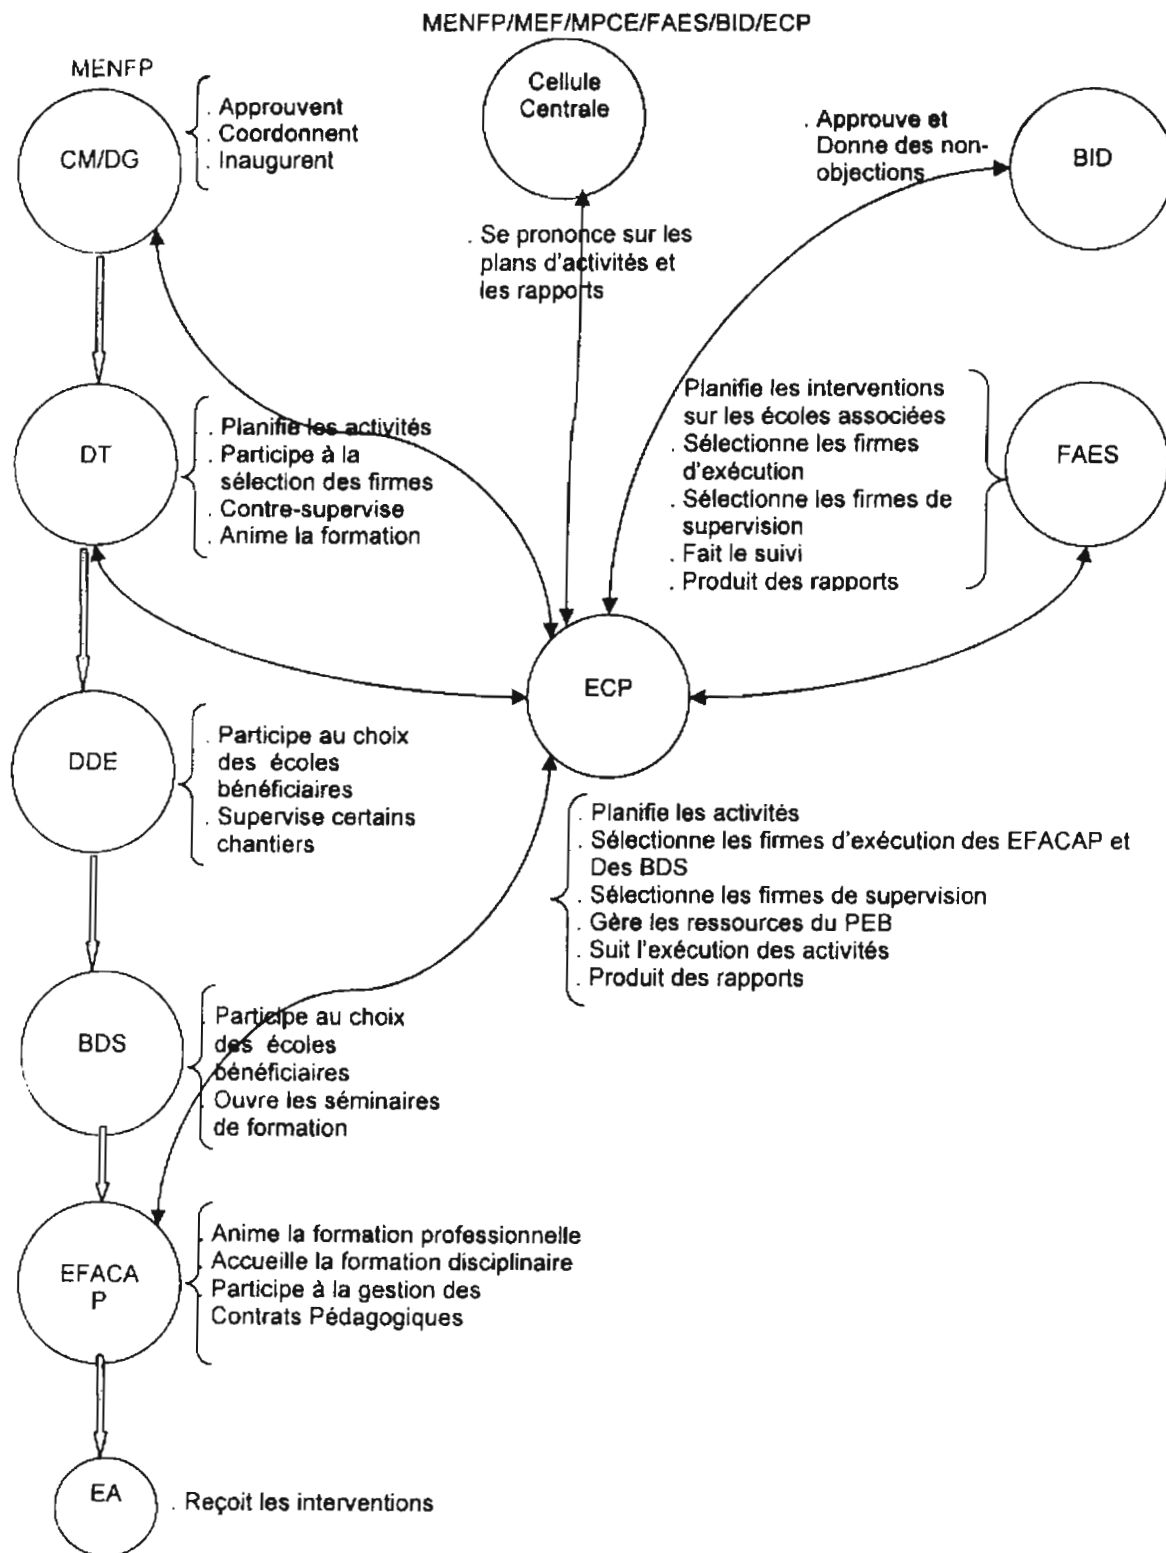 MENFP/MEF/MPCE/FAES/BID/ECP
MENFP
CM/DG
. Approuvent
. Coordonnent
. Inaugurent
Cellule
Centrale
. Se prononce sur les
plans d'activités et
les rapports
. Approuve et
Donne des non-
objections
BID
DT
. Planifie les activités
. Participe à la
sélection des firmes
. Contre-supervise
. Anime la formation
Planifie les interventions
sur les écoles associées
. Sélectionne les firmes
d'exécution
. Sélectionne les firmes de
supervision
. Fait le suivi
. Produit des rapports
FAES
ECP
. Planifie les activités
. Sélectionne les firmes d'exécution des EFACAP et
Des BDS
. Sélectionne les firmes de supervision
. Gère les ressources du PEB
. Suit l'exécution des activités
. Produit des rapports
DDE
. Participe au choix
des écoles
bénéficiaires
. Supervise certains
chantiers
BDS
. Participe au choix
des écoles
bénéficiaires
. Ouvre les séminaires
de formation
EFACA
P
. Anime la formation professionnelle
. Accueille la formation disciplinaire
. Participe à la gestion des
Contrats Pédagogiques
EA
. Reçoit les interventions